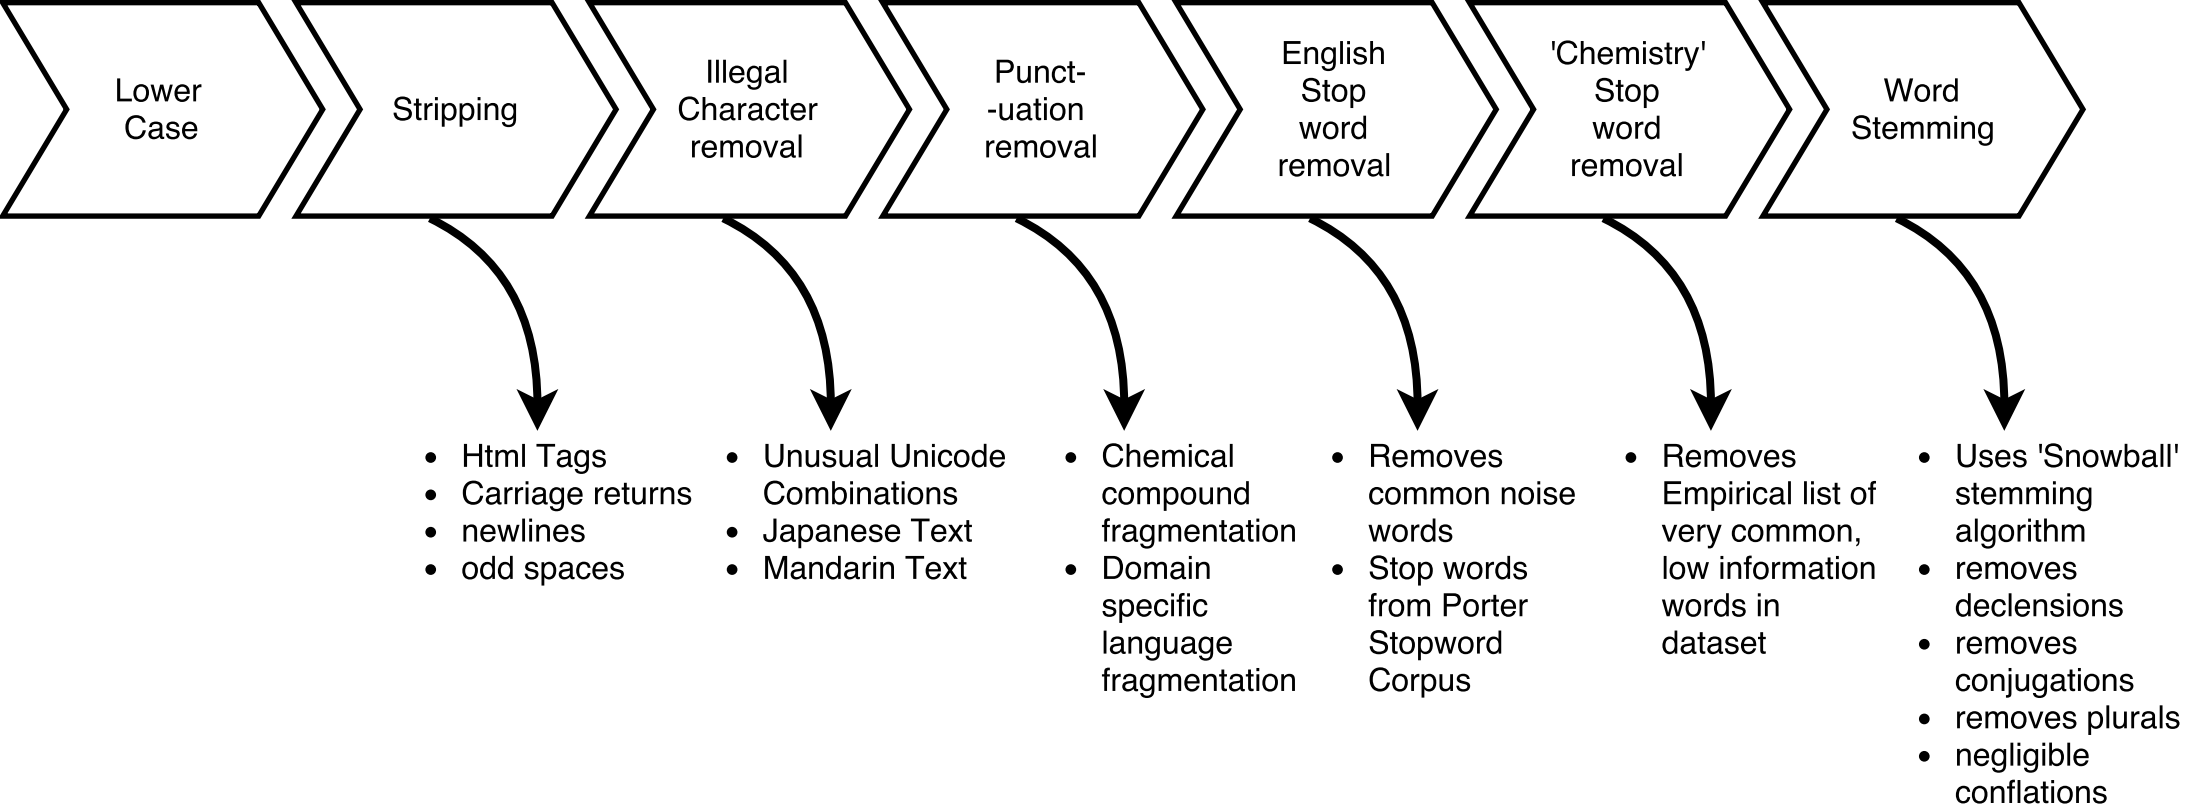 Lower
Case
Stripping
Illegal
Character
removal
Punct-
-uation
removal
English
Stop
word
removal
'Chemistry'
Stop
word
removal
Word
Stemming
• Html Tags
• Carriage returns
• newlines
• odd spaces
• Unusual Unicode
Combinations
• Japanese Text
• Mandarin Text
• Chemical
compound
fragmentation
• Domain
specific
language
fragmentation
• Removes
common noise
words
• Stop words
from Porter
Stopword
Corpus
• Removes
Empirical list of
very common,
low information
words in
dataset
• Uses 'Snowball'
stemming
algorithm
• removes
declensions
• removes
conjugations
• removes plurals
• negligible
conflations